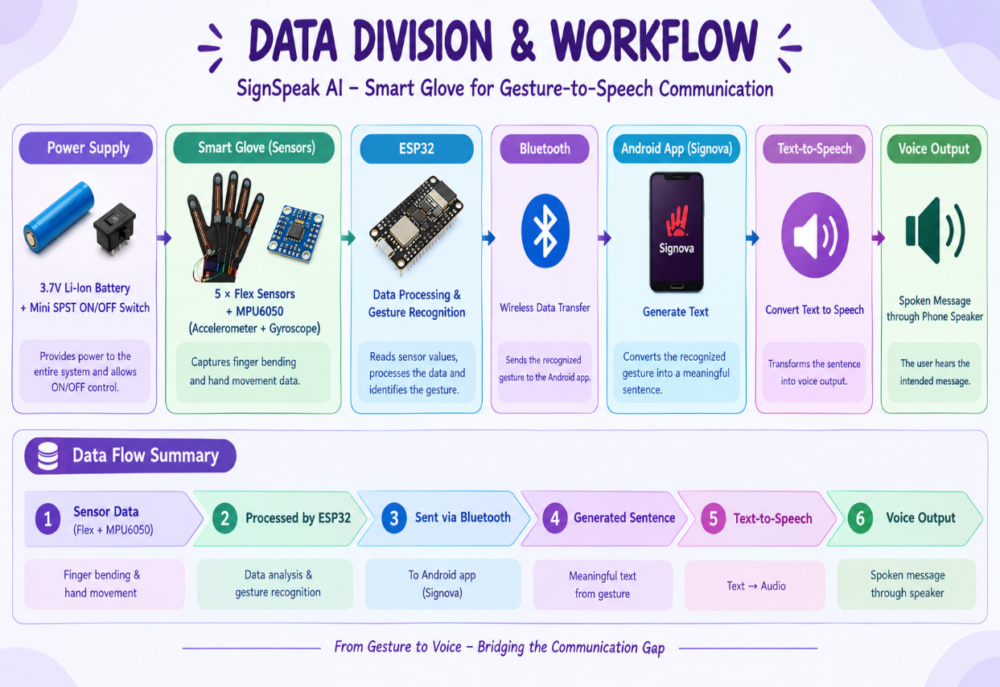 DATA DIVISION & WORKFLOW
SignSpeak AI – Smart Glove for Gesture-to-Speech Communication
Power Supply
3.7V Li-Ion Battery
+ Mini SPST ON/OFF Switch
Provides power to the
entire system and allows
ON/OFF control.
Smart Glove (Sensors)
5 × Flex Sensors
+ MPU6050
(Accelerometer + Gyroscope)
Captures finger bending
and hand movement data.
ESP32
Data Processing &
Gesture Recognition
Reads sensor values,
processes the data and
identifies the gesture.
Bluetooth
Wireless Data Transfer
Sends the recognized
gesture to the Android app.
Android App (Signova)
Signova
Generate Text
Converts the recognized
gesture into a meaningful
sentence.
Text-to-Speech
Convert Text to Speech
Transforms the sentence
into voice output.
Voice Output
Spoken Message
through Phone Speaker
The user hears the
intended message.
Data Flow Summary
1 Sensor Data
(Flex + MPU6050)
Finger bending &
hand movement
2 Processed by ESP32
Data analysis &
gesture recognition
3 Sent via Bluetooth
To Android app
(Signova)
4 Generated Sentence
Meaningful text
from gesture
5 Text-to-Speech
Text → Audio
6 Voice Output
Spoken message
through speaker
From Gesture to Voice – Bridging the Communication Gap